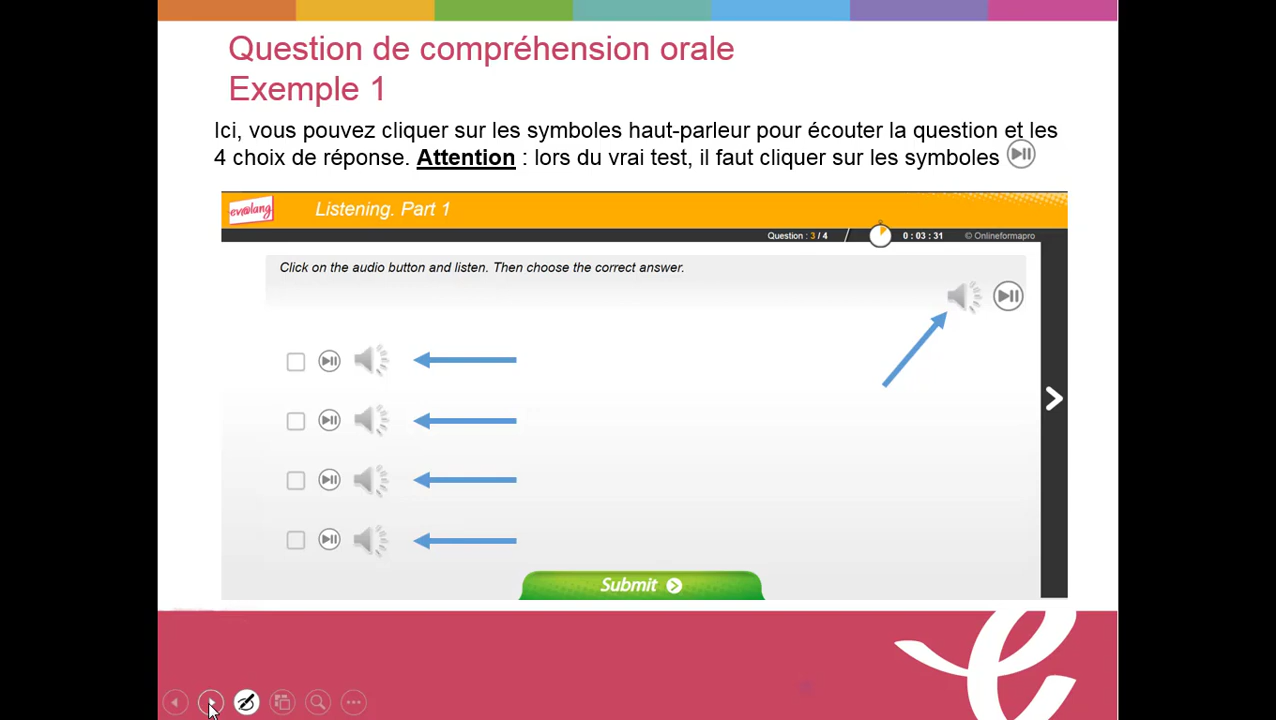 Question de compréhension orale
Exemple 1
Ici, vous pouvez cliquer sur les symboles haut-parleur pour écouter la question et les
4 choix de réponse. Attention : lors du vrai test, il faut cliquer sur les symboles
ev@lang
Listening. Part 1
Question : 3 / 4
0 : 03 : 31
© Onlineformapro
Click on the audio button and listen. Then choose the correct answer.
Submit